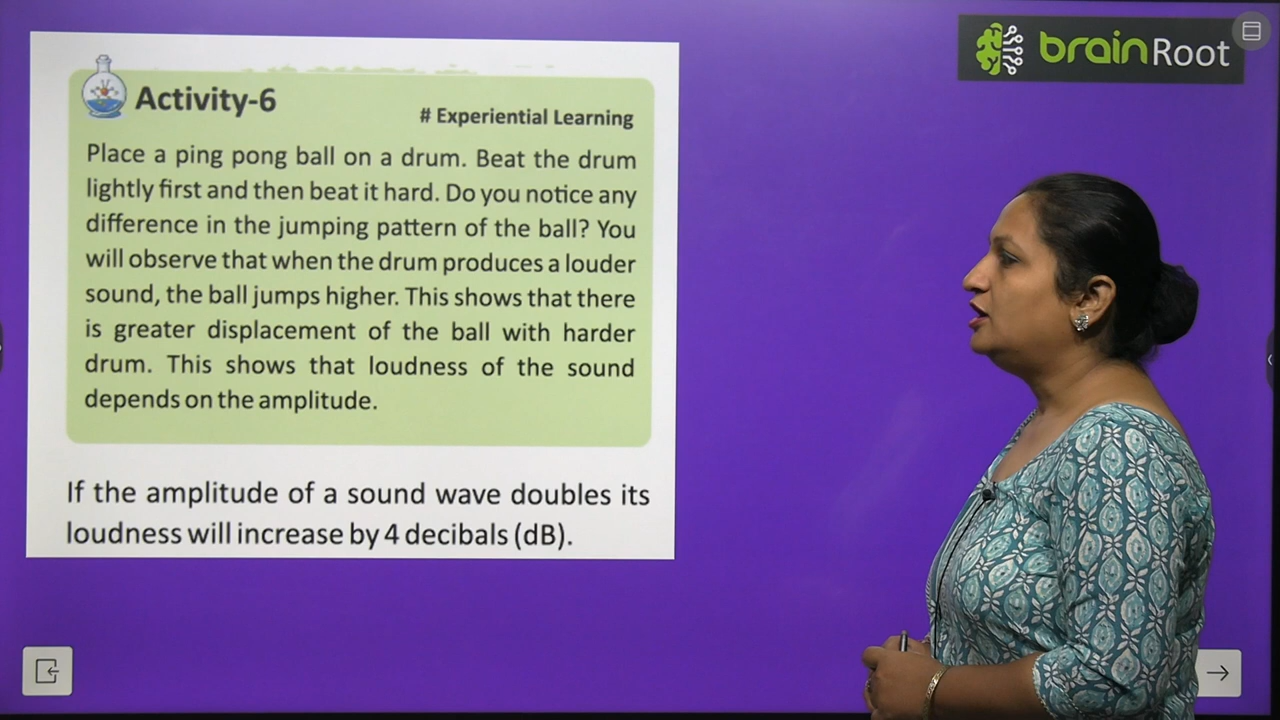 brainRoot
Activity-6
# Experiential Learning
Place a ping pong ball on a drum. Beat the drum
lightly first and then beat it hard. Do you notice any
difference in the jumping pattern of the ball? You
will observe that when the drum produces a louder
sound, the ball jumps higher. This shows that there
is greater displacement of the ball with harder
drum. This shows that loudness of the sound
depends on the amplitude.
If the amplitude of a sound wave doubles its
loudness will increase by 4 decibals (dB).